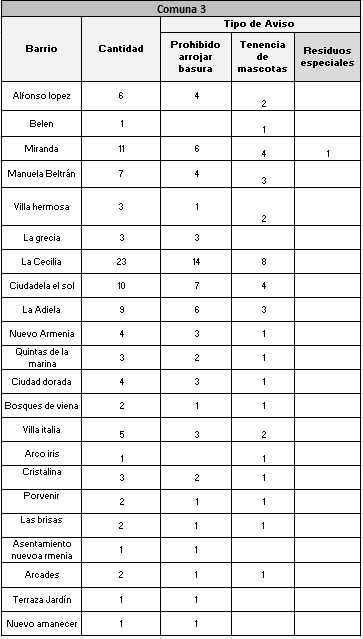 Comuna 3
Barrio Cantidad Tipo de Aviso
Prohibido arrojar basura Tenencia de mascotas Residuos especiales
Alfonso lopez 6 4 2
Belen 1 1
Miranda 11 6 4 1
Manuela Beltrán 7 4 3
Villa hermosa 3 1 2
La grecia 3 3
La Cecilia 23 14 8
Ciudadela el sol 10 7 4
La Adiela 9 6 3
Nuevo Armenia 4 3 1
Quintas de la marina 3 2 1
Ciudad dorada 4 3 1
Bosques de viena 2 1 1
Villa italia 5 3 2
Arco iris 1 1
Cristalina 3 2 1
Porvenir 2 1 1
Las brisas 2 1 1
Asentamiento nuevoa rmenia 1 1
Arcades 2 1 1
Terraza Jardín 1 1
Nuevo amanecer 1 1